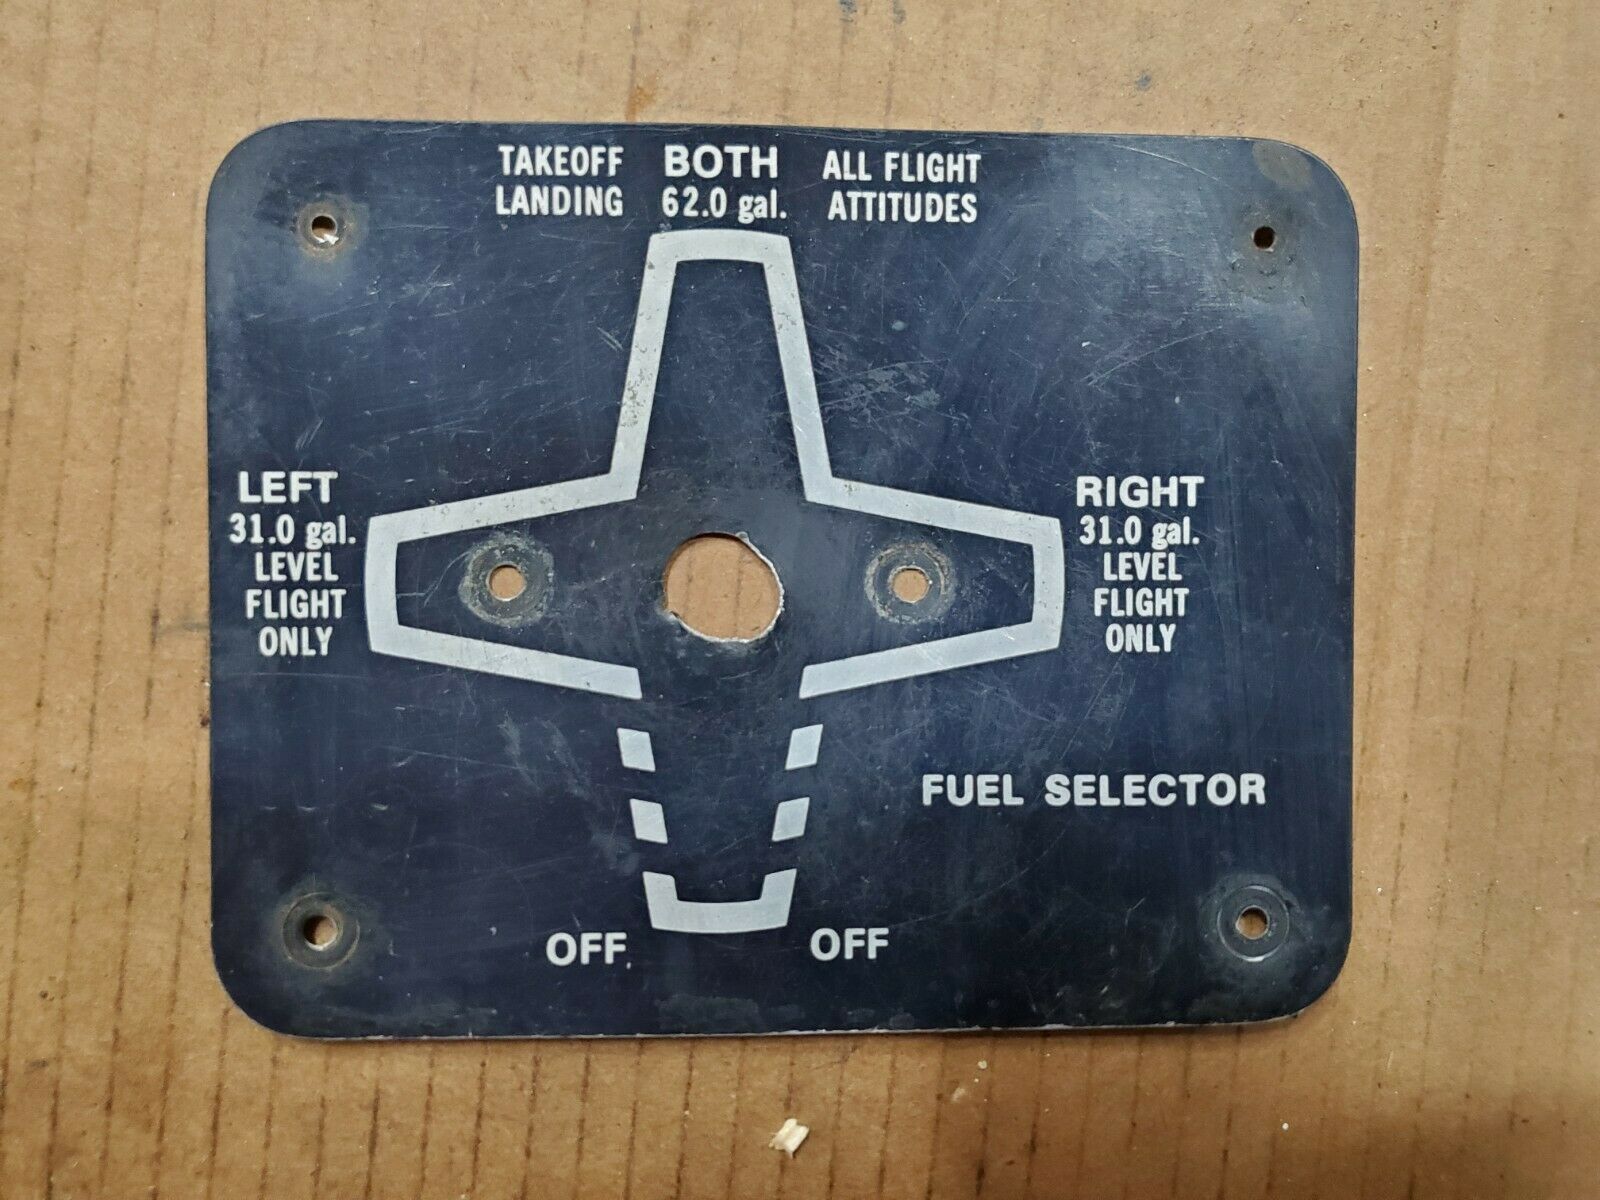 TAKEOFF BOTH ALL FLIGHT
LANDING 62.0 gal. ATTITUDES
LEFT
31.0 gal.
LEVEL
FLIGHT
ONLY
RIGHT
31.0 gal.
LEVEL
FLIGHT
ONLY
FUEL SELECTOR
OFF OFF